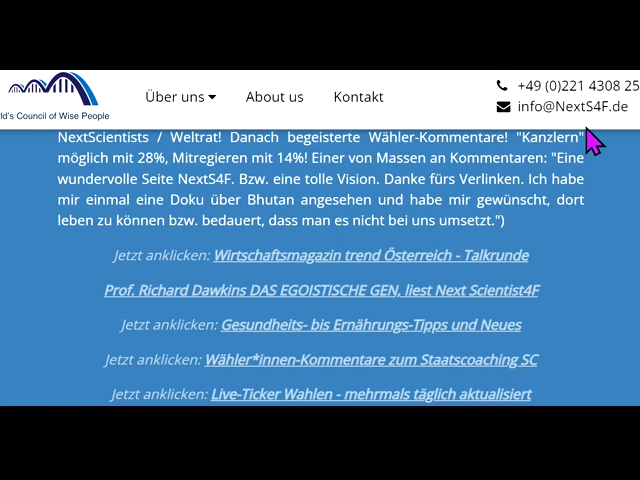 +49 (0)221 4308 25
Über uns About us Kontakt
info@NextS4F.de
ld's Council of Wise People
NextScientists / Weltrat! Danach begeisterte Wähler-Kommentare! "Kanzlern"
möglich mit 28%, Mitregieren mit 14%! Einer von Massen an Kommentaren: "Eine
wundervolle Seite NextS4F. Bzw. eine tolle Vision. Danke fürs Verlinken. Ich habe
mir einmal eine Doku über Bhutan angesehen und habe mir gewünscht, dort
leben zu können bzw. bedauert, dass man es nicht bei uns umsetzt.")
Jetzt anklicken: Wirtschaftsmagazin trend Österreich - Talkrunde
Prof. Richard Dawkins DAS EGOISTISCHE GEN, liest Next Scientist4F
Jetzt anklicken: Gesundheits- bis Ernährungs-Tipps und Neues
Jetzt anklicken: Wähler*innen-Kommentare zum Staatscoaching SC
Jetzt anklicken: Live-Ticker Wahlen - mehrmals täglich aktualisiert